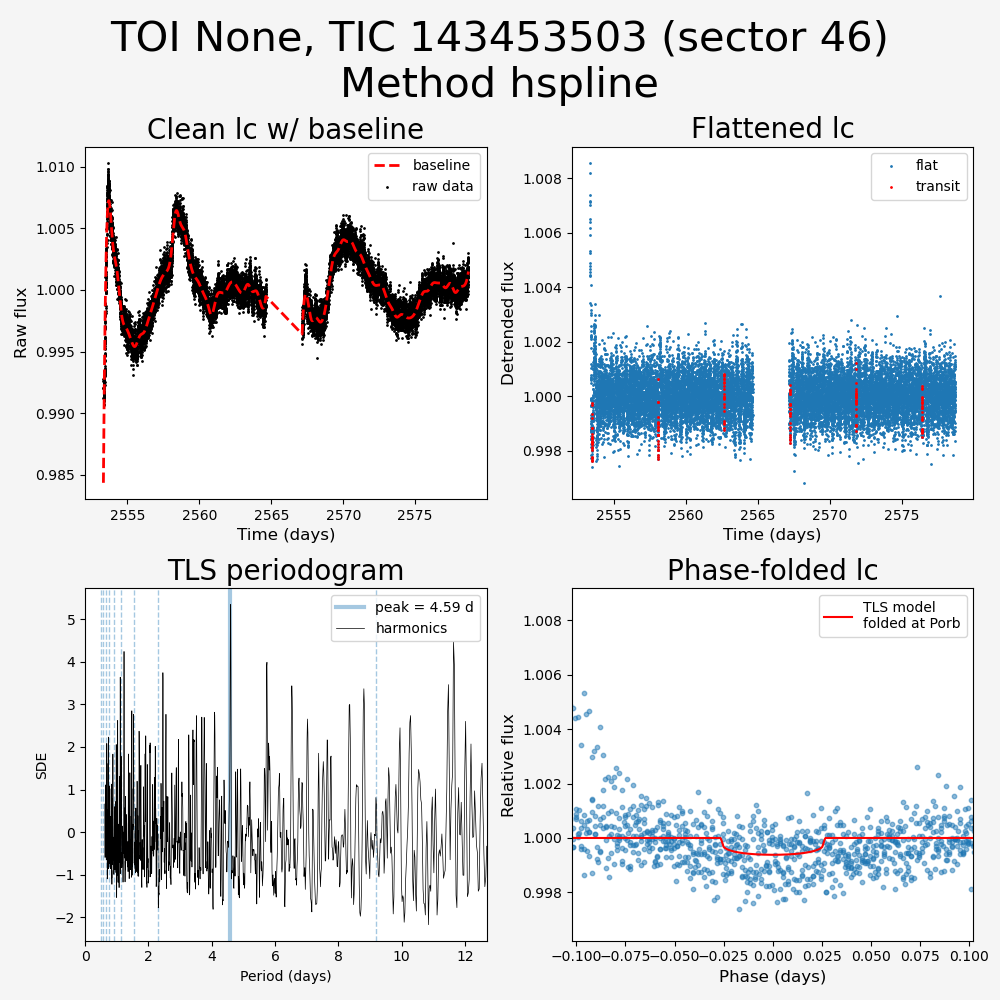 TOI None, TIC 143453503 (sector 46)
Method hspline
Clean lc w/ baseline
baseline
raw data
1.010
1.005
1.000
0.995
0.990
0.985
Raw flux
2555 2560 2565 2570 2575
Time (days)
Flattened lc
flat
transit
1.008
1.006
1.004
1.002
1.000
0.998
Detrended flux
2555 2560 2565 2570 2575
Time (days)
TLS periodogram
peak = 4.59 d
harmonics
5
4
3
2
1
0
−1
−2
SDE
0 2 4 6 8 10 12
Period (days)
Phase-folded lc
TLS model
folded at Porb
1.008
1.006
1.004
1.002
1.000
0.998
Relative flux
−0.100 −0.075 −0.050 −0.025 0.000 0.025 0.050 0.075 0.100
Phase (days)